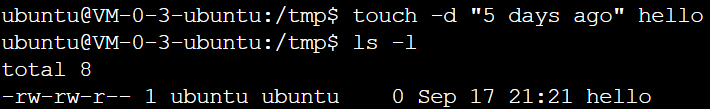 ubuntu@VM-0-3-ubuntu:/tmp$ touch -d "5 days ago" hello
ubuntu@VM-0-3-ubuntu:/tmp$ ls -l
total 8
-rw-rw-r-- 1 ubuntu ubuntu    0 Sep 17 21:21 hello